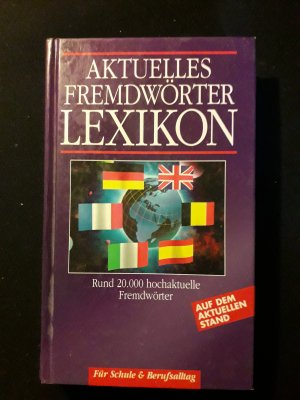 AKTUELLES
FREMDWÖRTER
LEXIKON
Rund 20.000 hochaktuelle
Fremdwörter
AUF DEM
AKTUELLEN
STAND
Für Schule & Berufsalltag